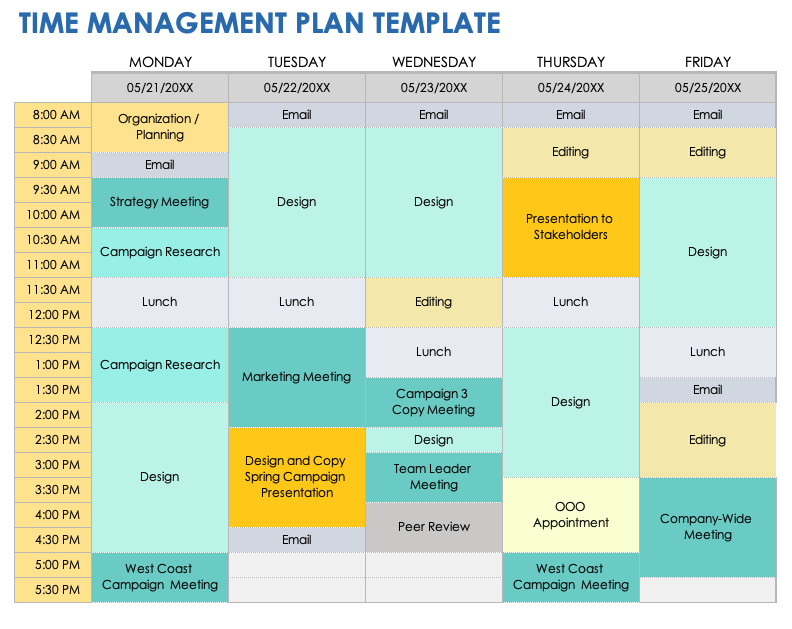 TIME MANAGEMENT PLAN TEMPLATE
MONDAY TUESDAY WEDNESDAY THURSDAY FRIDAY
05/21/20XX 05/22/20XX 05/23/20XX 05/24/20XX 05/25/20XX
8:00 AM Email Email Email Email
Organization /
Planning
8:30 AM
Editing Editing
9:00 AM Email
9:30 AM
Strategy Meeting Design Design
10:00 AM
Presentation to
Stakeholders
10:30 AM
Campaign Research Design
11:00 AM
11:30 AM
Lunch Lunch Editing Lunch
12:00 PM
12:30 PM
Lunch Lunch
1:00 PM Campaign Research
Marketing Meeting
1:30 PM Email
Campaign 3
Copy Meeting
Design
2:00 PM
2:30 PM Design Editing
Design and Copy
Spring Campaign
Presentation
3:00 PM
Team Leader
Meeting
Design
3:30 PM
OOO
Appointment
4:00 PM
Peer Review
Company-Wide
Meeting
4:30 PM Email
5:00 PM
West Coast
Campaign Meeting
West Coast
Campaign Meeting
5:30 PM